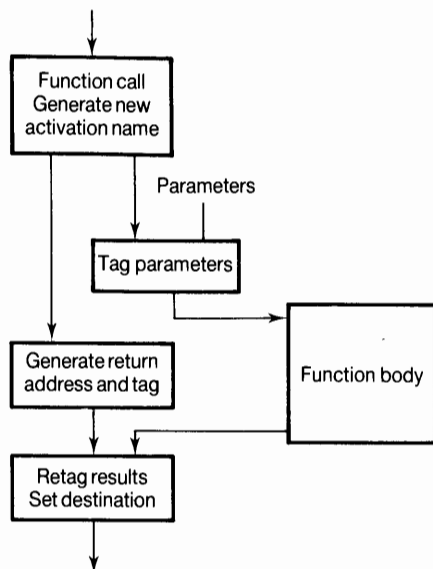 Function call
Generate new
activation name
Parameters
Tag parameters
Generate return
address and tag
Function body
Retag results
Set destination